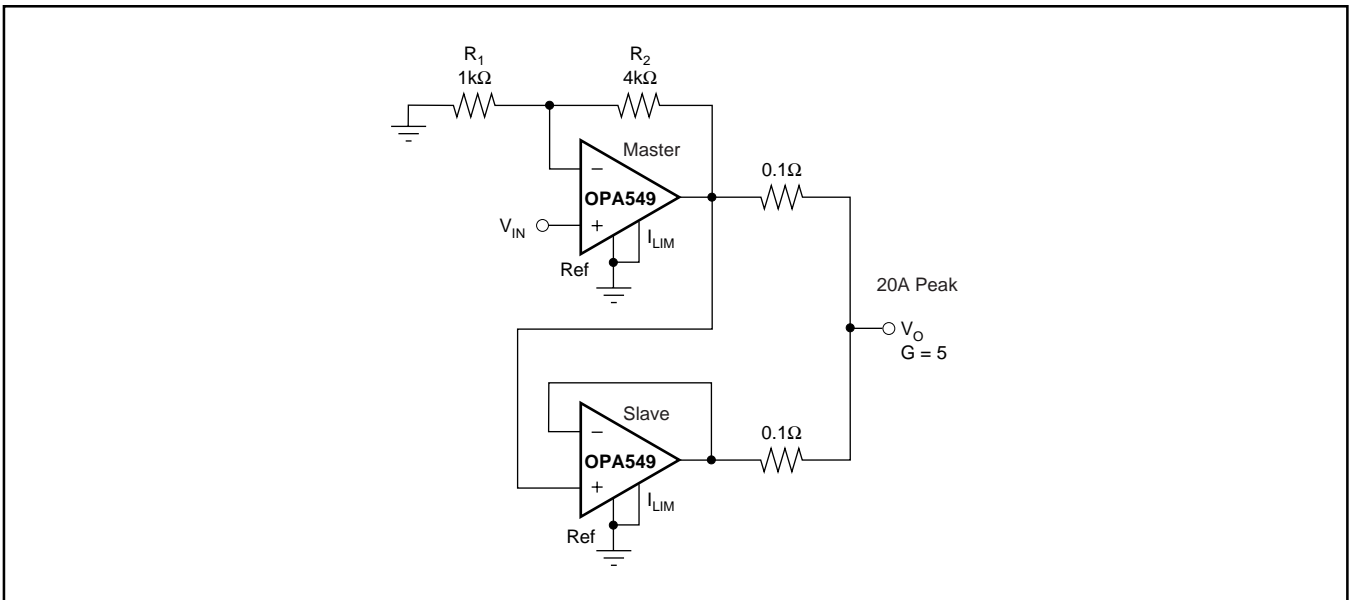 R1
1kΩ
R2
4kΩ
Master
−
OPA549
+
VIN
ILIM
Ref
0.1Ω
20A Peak
VO
G = 5
Slave
−
OPA549
+
ILIM
Ref
0.1Ω